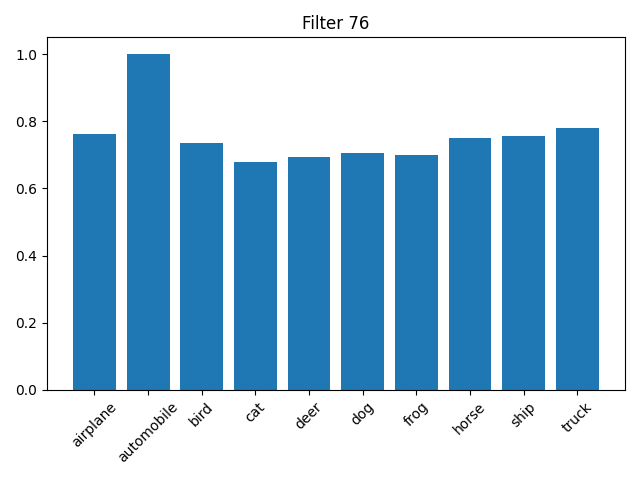 Filter 76
1.0
0.8
0.6
0.4
0.2
0.0
airplane
automobile
bird
cat
deer
dog
frog
horse
ship
truck